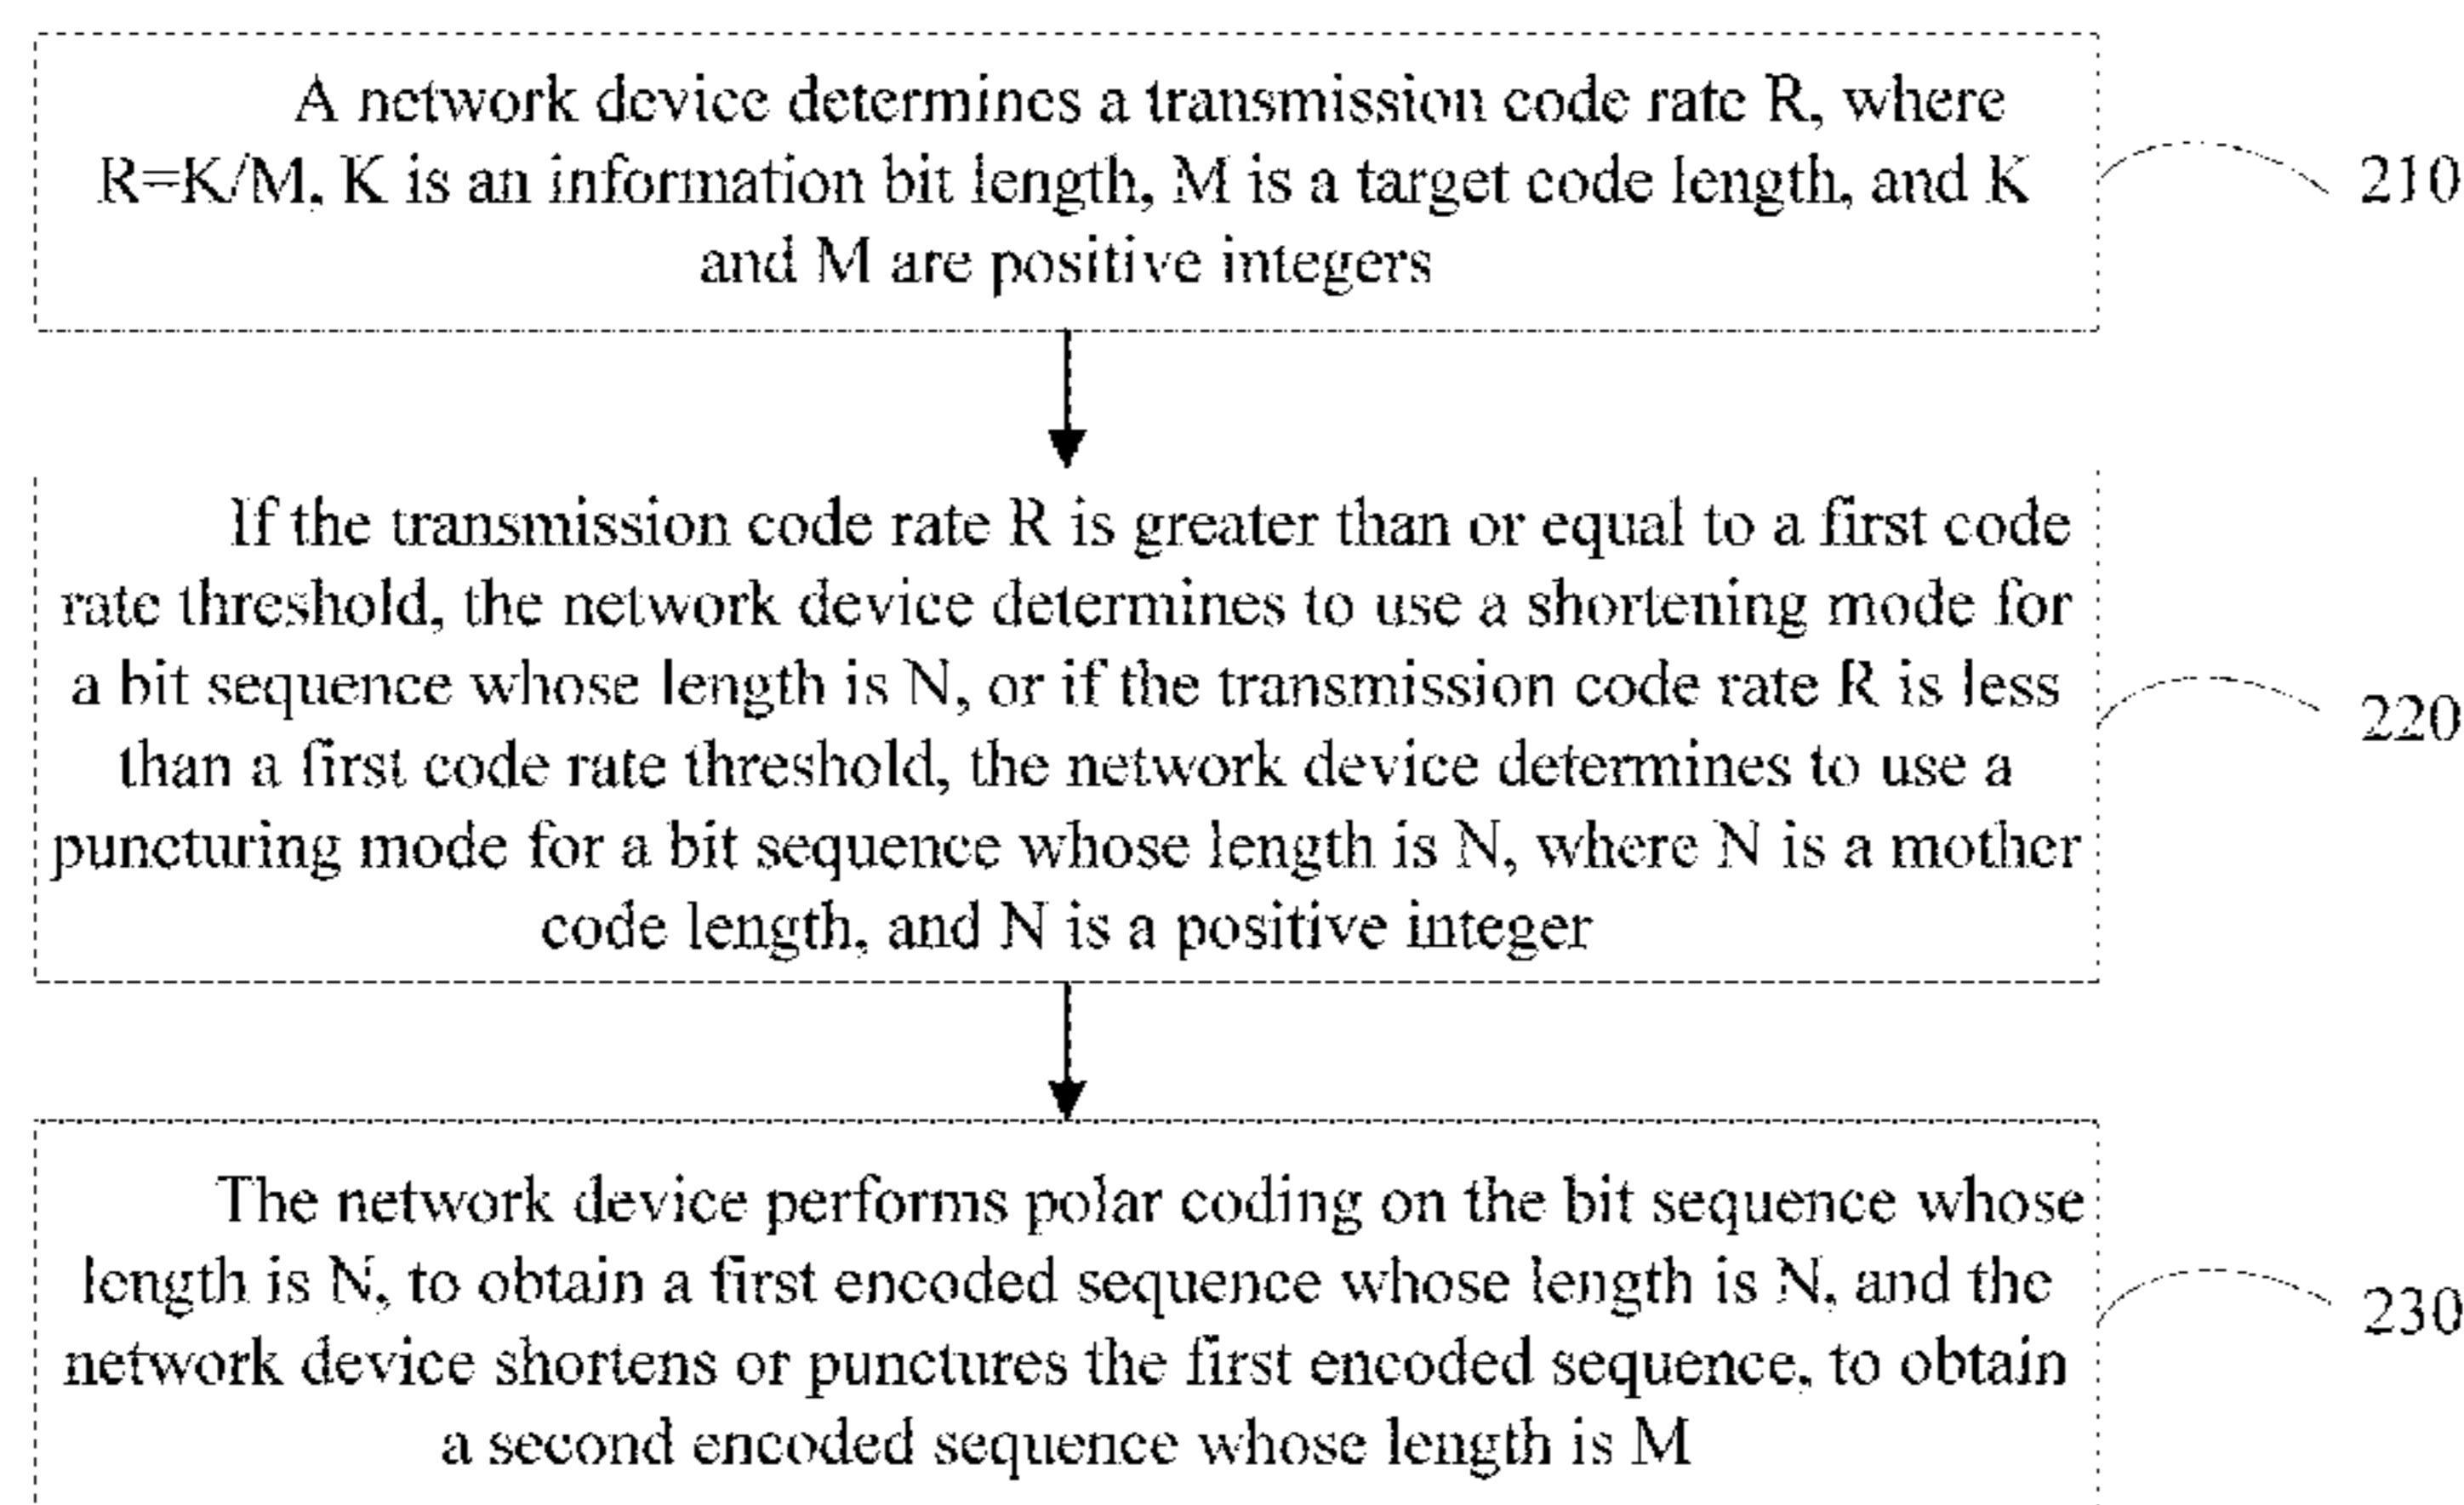 A network device determines a transmission code rate R, where
R=K/M, K is an information bit length, M is a target code length, and K
and M are positive integers
210
If the transmission code rate R is greater than or equal to a first code
rate threshold, the network device determines to use a shortening mode for
a bit sequence whose length is N, or if the transmission code rate R is less
than a first code rate threshold, the network device determines to use a
puncturing mode for a bit sequence whose length is N, where N is a mother
code length, and N is a positive integer
220
The network device performs polar coding on the bit sequence whose
length is N, to obtain a first encoded sequence whose length is N, and the
network device shortens or punctures the first encoded sequence, to obtain
a second encoded sequence whose length is M
230